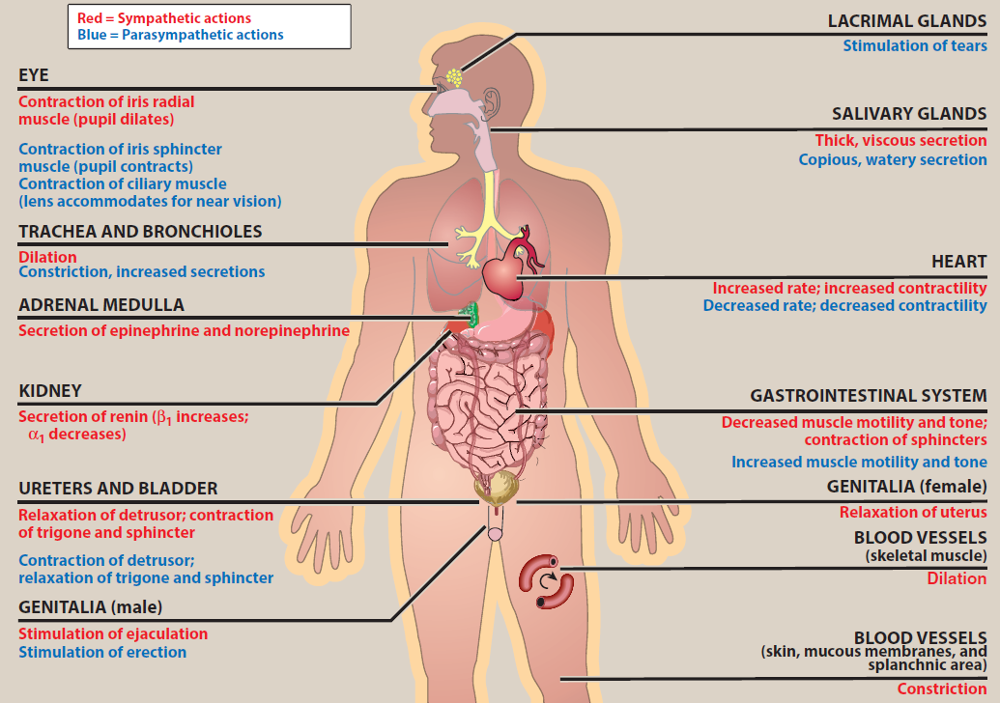 Red = Sympathetic actions
Blue = Parasympathetic actions
EYE
Contraction of iris radial
muscle (pupil dilates)
Contraction of iris sphincter
muscle (pupil contracts)
Contraction of ciliary muscle
(lens accommodates for near vision)
TRACHEA AND BRONCHIOLES
Dilation
Constriction, increased secretions
ADRENAL MEDULLA
Secretion of epinephrine and norepinephrine
KIDNEY
Secretion of renin (β₁ increases;
α₁ decreases)
URETERS AND BLADDER
Relaxation of detrusor; contraction
of trigone and sphincter
Contraction of detrusor;
relaxation of trigone and sphincter
GENITALIA (male)
Stimulation of ejaculation
Stimulation of erection
LACRIMAL GLANDS
Stimulation of tears
SALIVARY GLANDS
Thick, viscous secretion
Copious, watery secretion
HEART
Increased rate; increased contractility
Decreased rate; decreased contractility
GASTROINTESTINAL SYSTEM
Decreased muscle motility and tone;
contraction of sphincters
Increased muscle motility and tone
GENITALIA (female)
Relaxation of uterus
BLOOD VESSELS
(skeletal muscle)
Dilation
BLOOD VESSELS
(skin, mucous membranes, and
splanchnic area)
Constriction